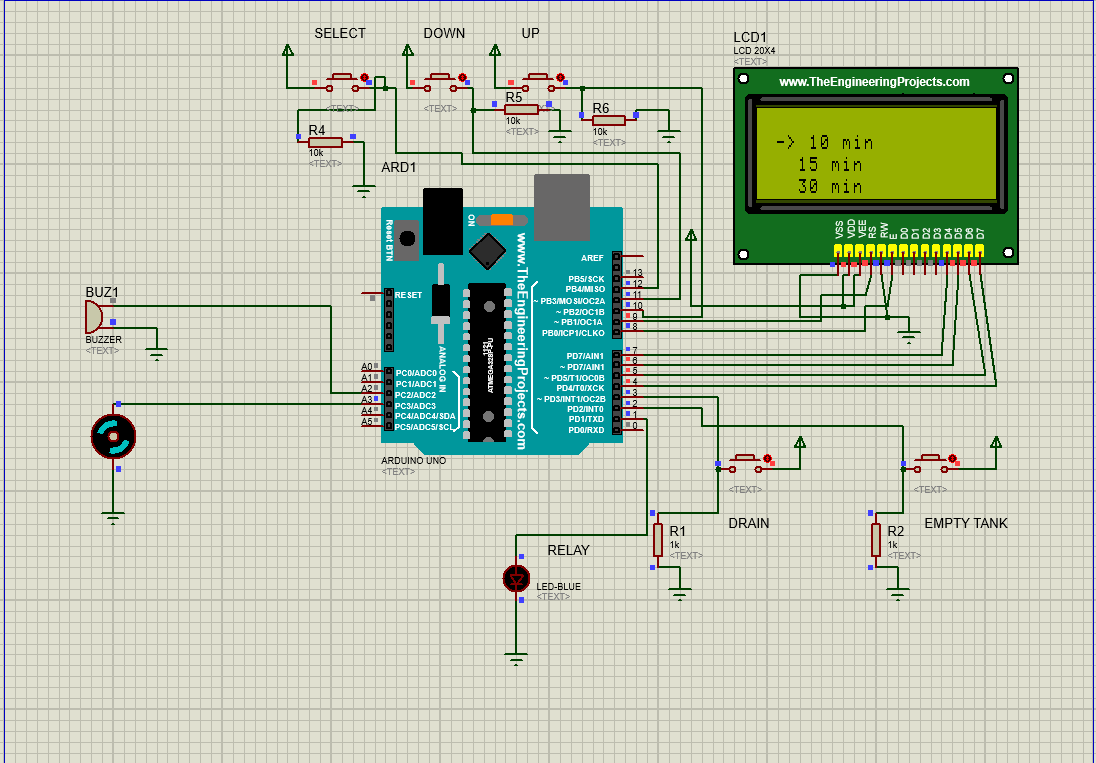 SELECT
DOWN
UP
<TEXT>
<TEXT>
R5
10k
<TEXT>
R6
10k
<TEXT>
R4
10k
<TEXT>
LCD1
LCD 20X4
<TEXT>
www.TheEngineeringProjects.com
-> 10 min
15 min
30 min
VSS
VDD
VEE
RS
RW
E
D0
D1
D2
D3
D4
D5
D6
D7
ARD1
Reset BTN
ON
www.TheEngineeringProjects.com
RESET
ANALOG IN
1121
ATMEGA328P-PU
AREF
PB5/SCK 13
PB4/MISO 12
~ PB3/MOSI/OC2A 11
~ PB2/OC1B 10
~ PB1/OC1A 9
PB0/ICP1/CLKO 8
PD7/AIN1 7
~ PD7/AIN1 6
~ PD5/T1/OC0B 5
PD4/T0/XCK 4
~ PD3/INT1/OC2B 3
PD2/INT0 2
PD1/TXD 1
PD0/RXD 0
A0 PC0/ADC0
A1 PC1/ADC1
A2 PC2/ADC2
A3 PC3/ADC3
A4 PC4/ADC4/SDA
A5 PC5/ADC5/SCL
ARDUINO UNO
<TEXT>
BUZ1
BUZZER
<TEXT>
<TEXT>
DRAIN
R1
1k
<TEXT>
<TEXT>
EMPTY TANK
R2
1k
<TEXT>
RELAY
LED-BLUE
<TEXT>